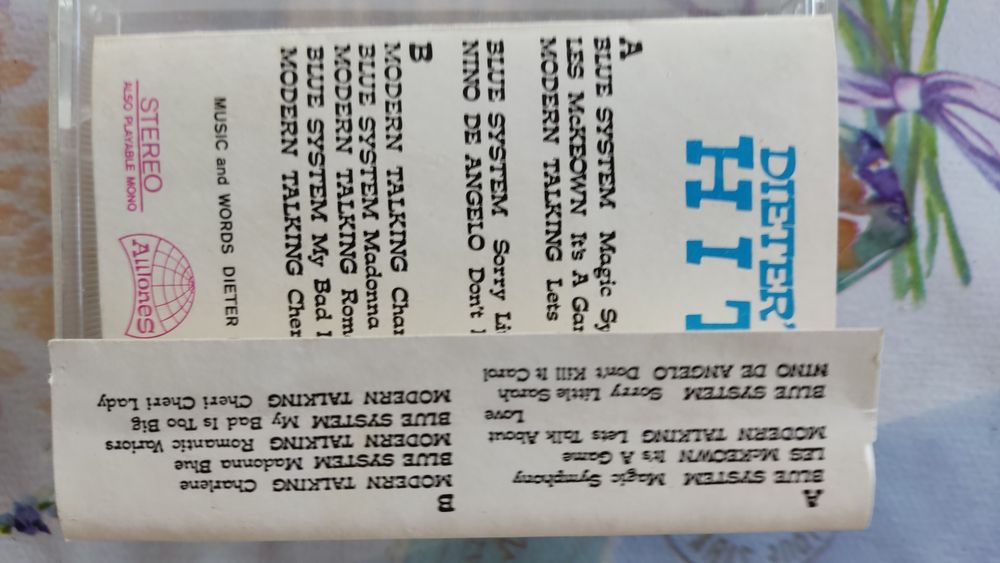 DIETER'
HIT
A
BLUE SYSTEM Magic Sy
LES McKEOWN It's A Ga
MODERN TALKING Lets
BLUE SYSTEM Sorry Li
NINO DE ANGELO Don't
B
MODERN TALKING Char
BLUE SYSTEM Madonna
MODERN TALKING Rom
BLUE SYSTEM My Bad
MODERN TALKING Cher
MUSIC and WORDS DIETER
STEREO
ALSO PLAYABLE MONO
Alltones
A
BLUE SYSTEM Magic Symphony
LES McKEOWN It's A Game
MODERN TALKING Lets Talk About
Love
BLUE SYSTEM Sorry Little Sarah
NINO DE ANGELO Don't Kill It Carol
B
MODERN TALKING Charlene
BLUE SYSTEM Madonna Blue
MODERN TALKING Romantic Variors
BLUE SYSTEM My Bad Is Too Big
MODERN TALKING Cheri Cheri Lady